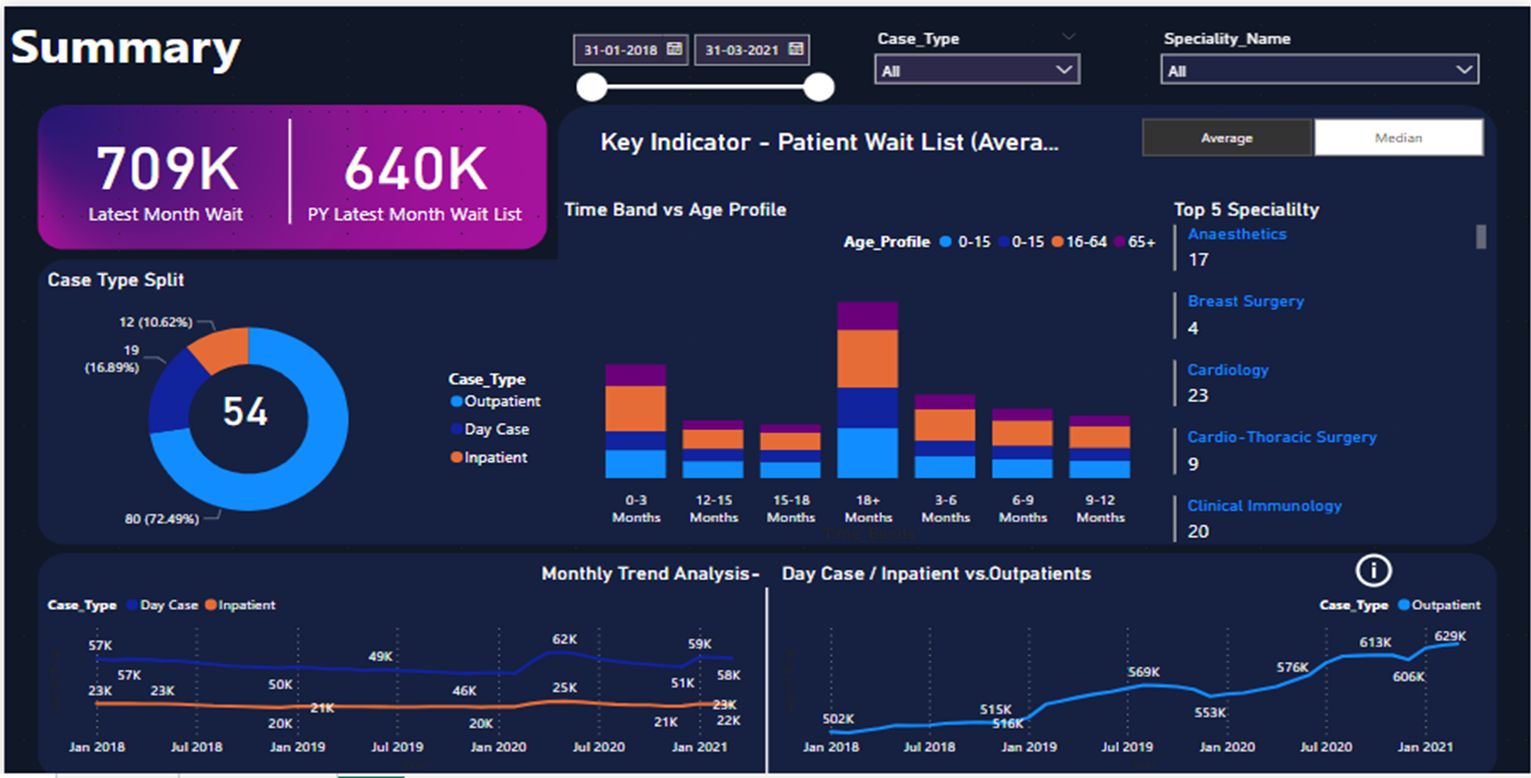 Summary
31-01-2018
31-03-2021
Case_Type
All
Speciality_Name
All
709K
Latest Month Wait
640K
PY Latest Month Wait List
Key Indicator - Patient Wait List (Avera...
Average
Median
Case Type Split
12 (10.62%)
19
(16.89%)
54
80 (72.49%)
Case_Type
Outpatient
Day Case
Inpatient
Time Band vs Age Profile
Age_Profile 0-15 0-15 16-64 65+
0-3
Months
12-15
Months
15-18
Months
18+
Months
3-6
Months
6-9
Months
9-12
Months
Time_Bands
Top 5 Specialilty
Anaesthetics
17
Breast Surgery
4
Cardiology
23
Cardio-Thoracic Surgery
9
Clinical Immunology
20
Monthly Trend Analysis- Day Case / Inpatient vs.Outpatients
i
Case_Type Day Case Inpatient
57K
57K
50K
49K
46K
62K
51K
59K
58K
23K
23K
20K
21K
20K
25K
21K
23K
22K
Jan 2018 Jul 2018 Jan 2019 Jul 2019 Jan 2020 Jul 2020 Jan 2021
Case_Type Outpatient
502K
515K
516K
569K
553K
576K
613K
606K
629K
Jan 2018 Jul 2018 Jan 2019 Jul 2019 Jan 2020 Jul 2020 Jan 2021